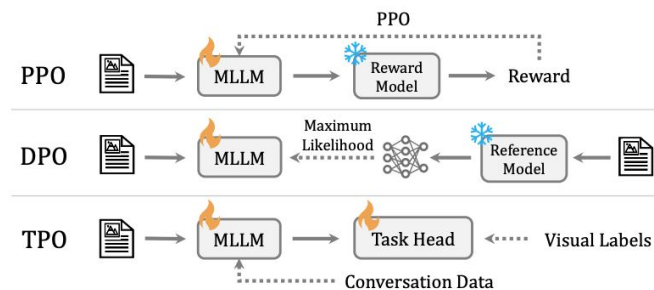 PPO
PPO
MLLM
Reward
Model
Reward
DPO
MLLM
Maximum
Likelihood
Reference
Model
TPO
MLLM
Task Head
Visual Labels
Conversation Data